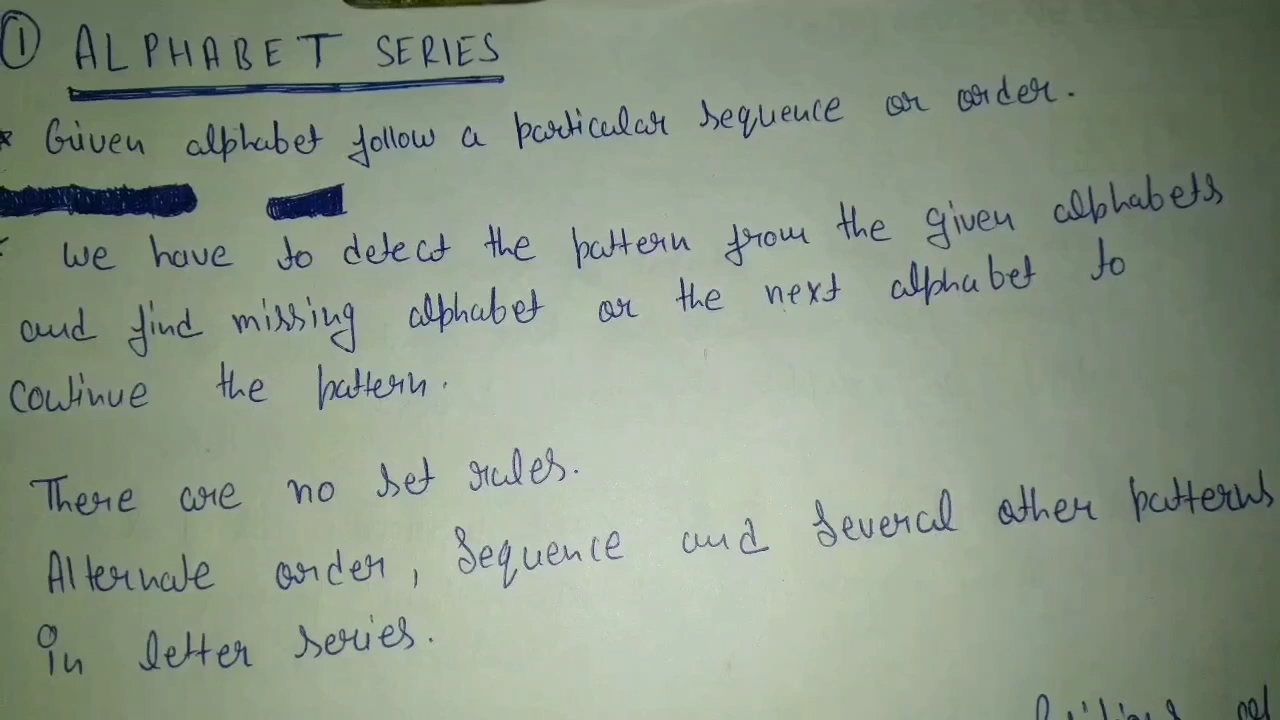 ① ALPHABET SERIES
* Given alphabet follow a particular sequence or order.
We have to detect the pattern from the given alphabets
and find missing alphabet or the next alphabet to
continue the pattern.
There are no set rules.
Alternate order, Sequence and several other patterns
in letter series.